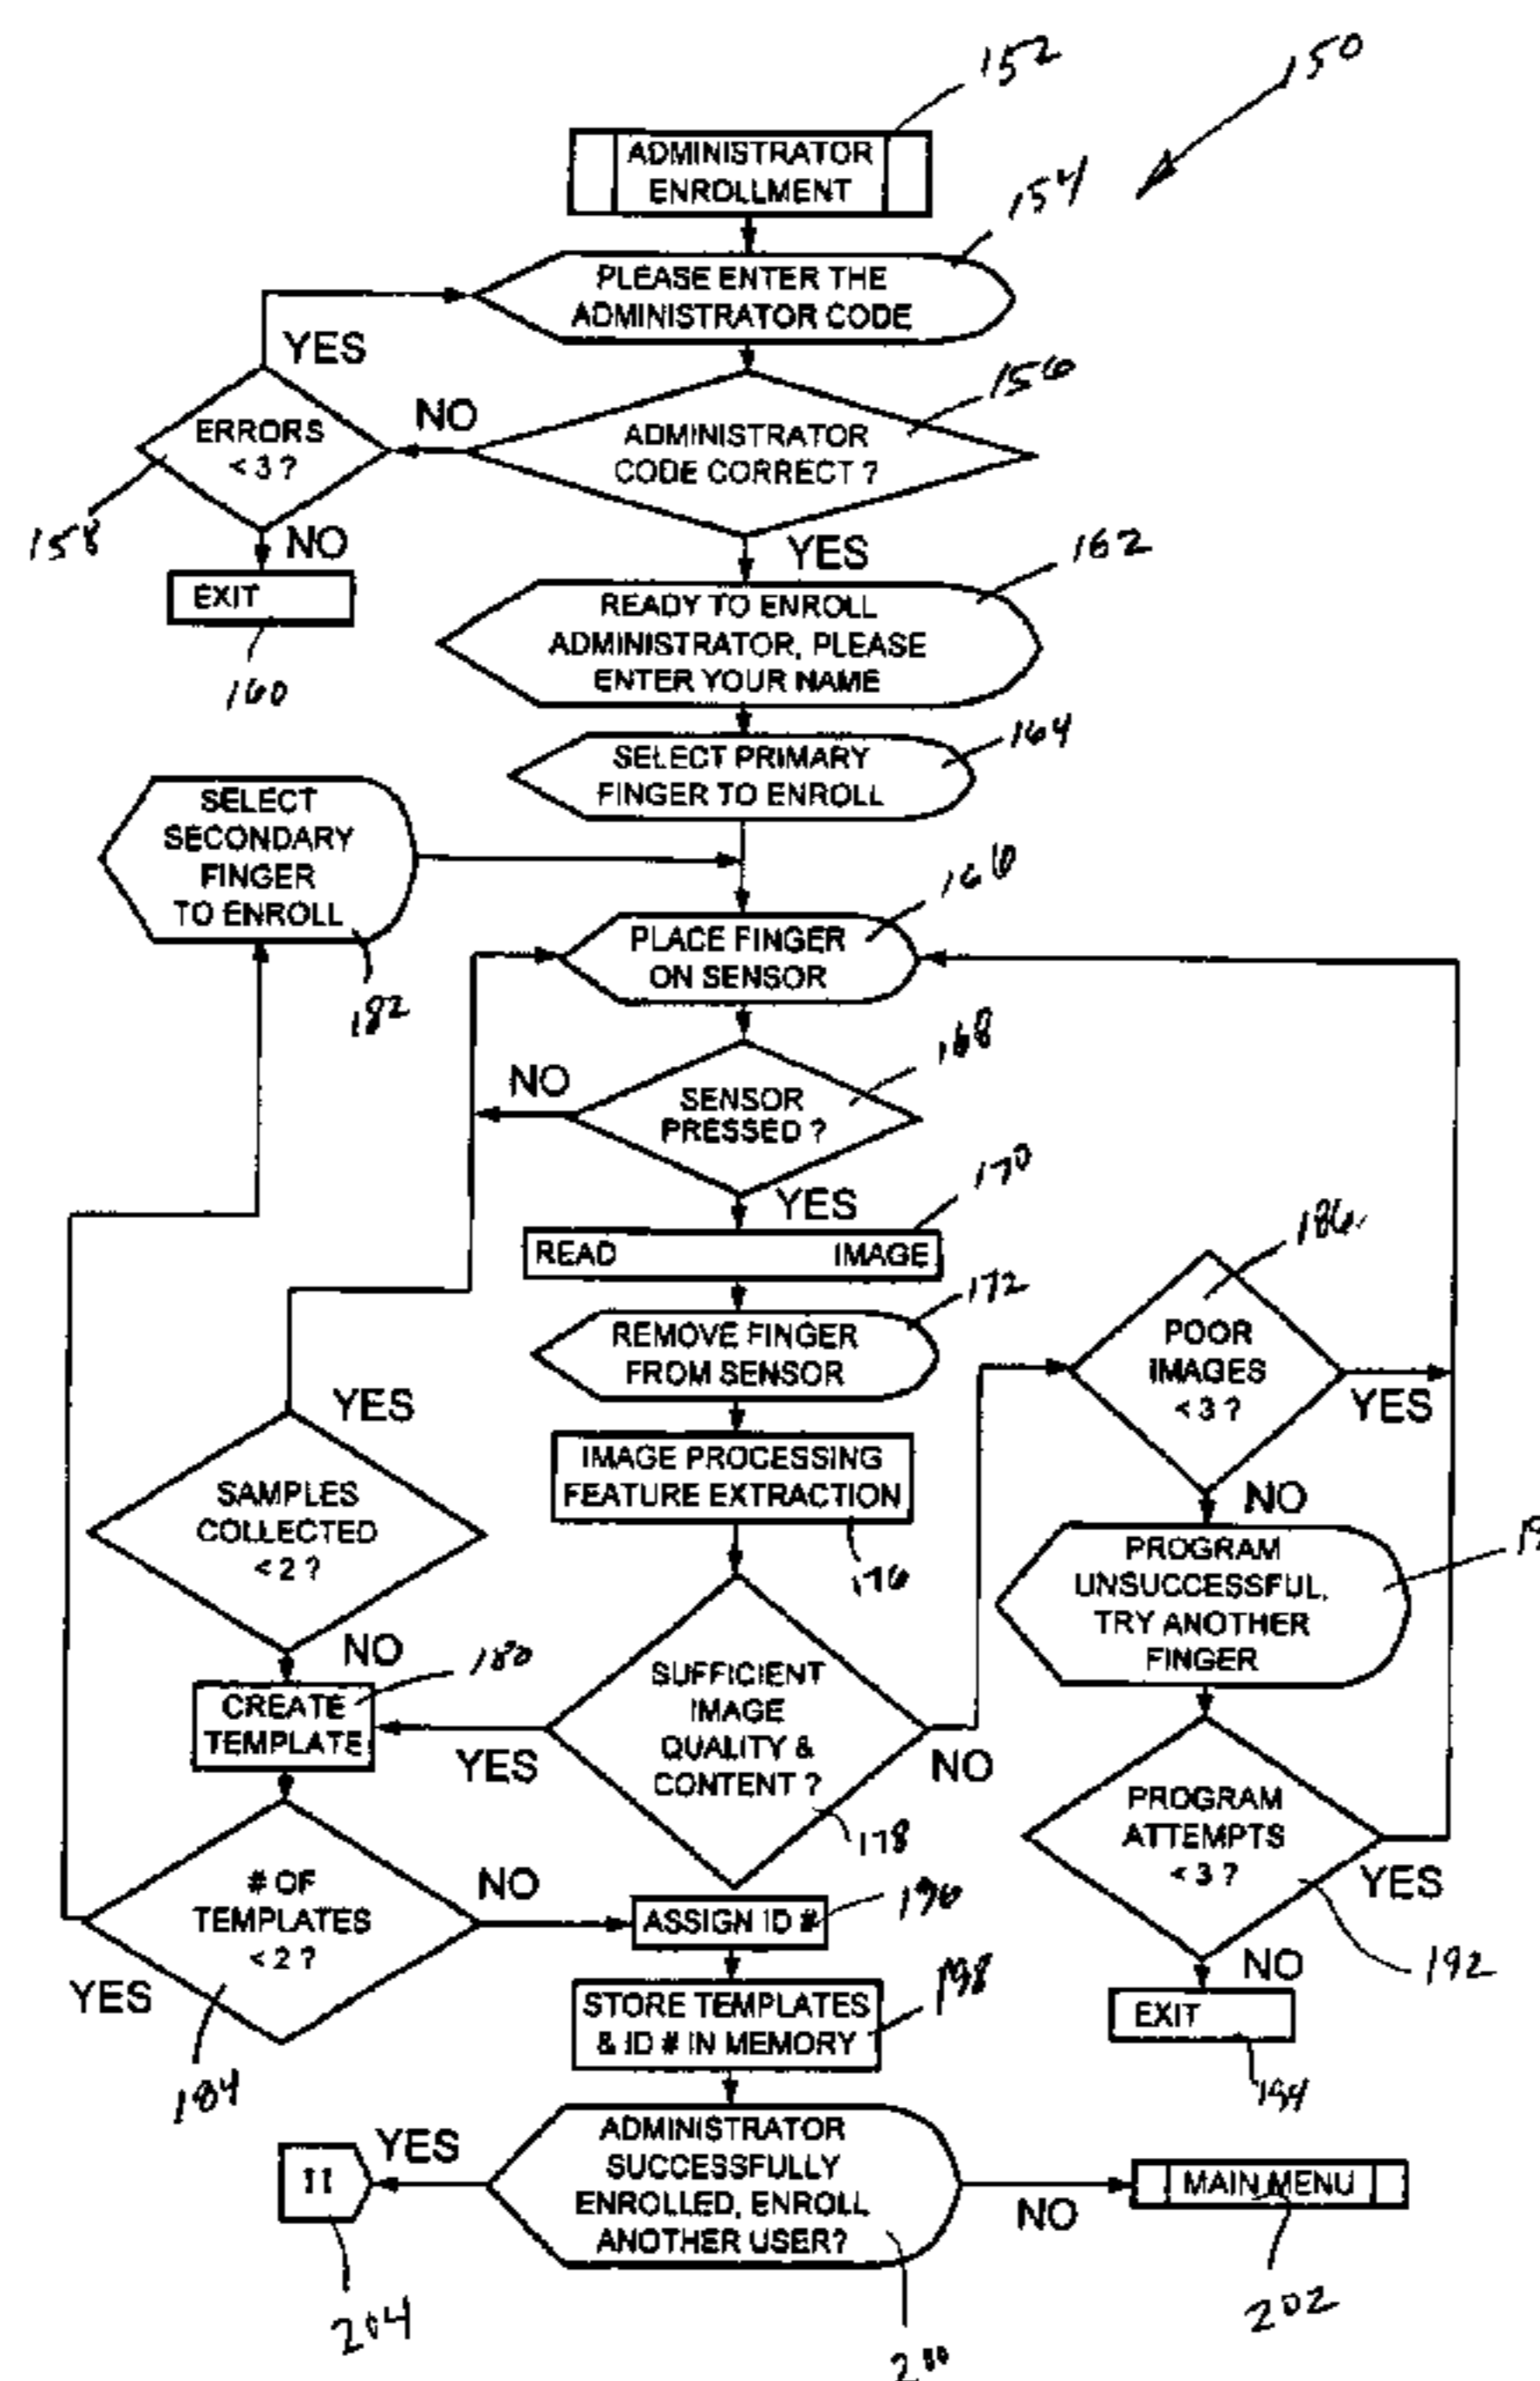 152
150
ADMINISTRATOR
ENROLLMENT
154
PLEASE ENTER THE
ADMINISTRATOR CODE
YES
156
NO
ERRORS
< 3 ?
ADMINISTRATOR
CODE CORRECT ?
158
NO
YES
162
EXIT
160
READY TO ENROLL
ADMINISTRATOR, PLEASE
ENTER YOUR NAME
164
SELECT PRIMARY
FINGER TO ENROLL
SELECT
SECONDARY
FINGER
TO ENROLL
182
PLACE FINGER
ON SENSOR
168
NO
SENSOR
PRESSED ?
YES
170
READ IMAGE
186
172
REMOVE FINGER
FROM SENSOR
POOR
IMAGES
< 3 ?
YES
YES
IMAGE PROCESSING
FEATURE EXTRACTION
176
SAMPLES
COLLECTED
< 2 ?
NO
PROGRAM
UNSUCCESSFUL,
TRY ANOTHER
FINGER
NO
180
CREATE
TEMPLATE
YES
SUFFICIENT
IMAGE
QUALITY &
CONTENT ?
NO
178
PROGRAM
ATTEMPTS
< 3 ?
YES
# OF
TEMPLATES
< 2 ?
NO
YES
184
ASSIGN ID #
196
192
NO
STORE TEMPLATES
& ID # IN MEMORY
198
EXIT
194
ADMINISTRATOR
SUCCESSFULLY
ENROLLED, ENROLL
ANOTHER USER?
YES
11
204
NO
MAIN MENU
202
200